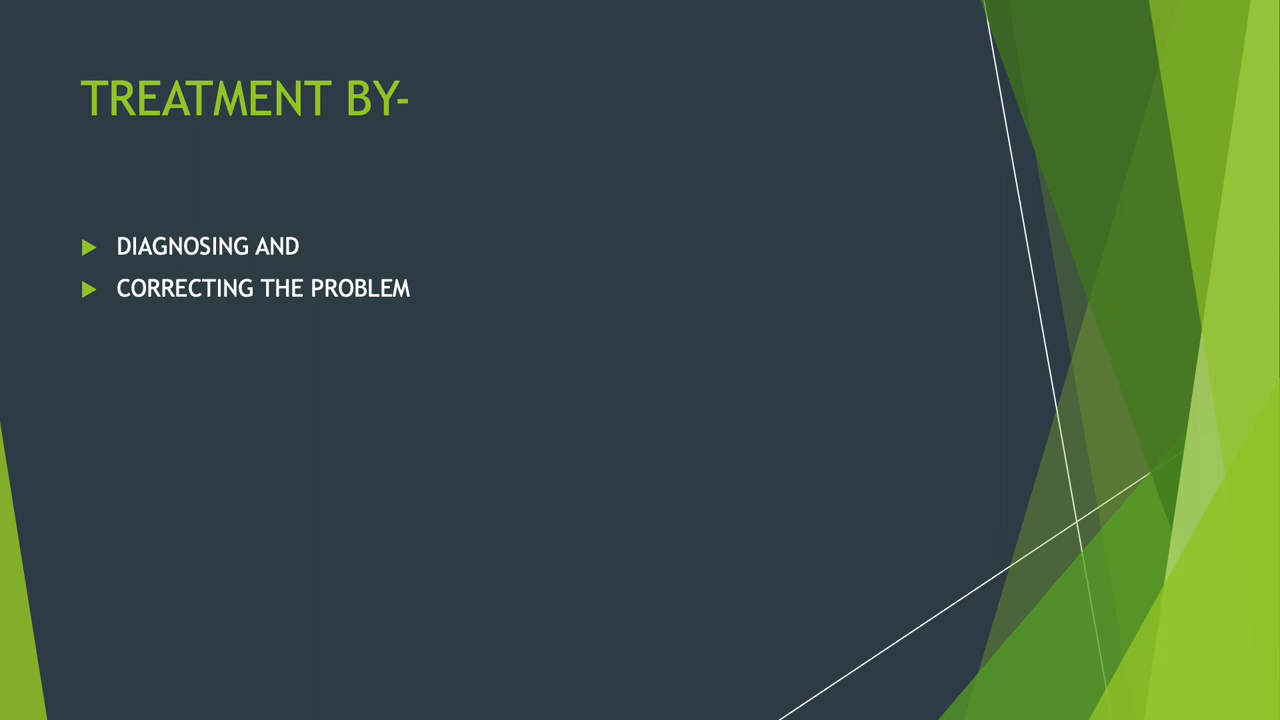 TREATMENT BY-
DIAGNOSING AND
CORRECTING THE PROBLEM